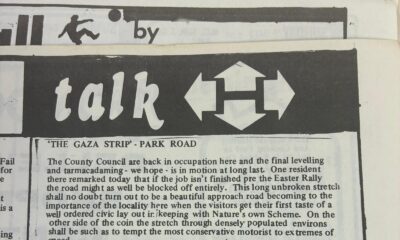 all by
talk H
'THE GAZA STRIP' - PARK ROAD
The County Council are back in occupation here and the final levelling
and tarmacadaming - we hope - is in motion at long last. One resident
there remarked today that if the job isn't finished pre the Easter Rally
the road might as well be blocked off entirely. This long unbroken stretch
shall no doubt turn out to be a beautiful approach road becoming to the
importance of the locality here when the visitors get their first taste of a
well ordered civic lay out in keeping with Nature's own Scheme. On the
other side of the coin the stretch through densely populated environs
shall be such as to tempt the most conservative motorist to extremes of
Fail
for
e
t
is a